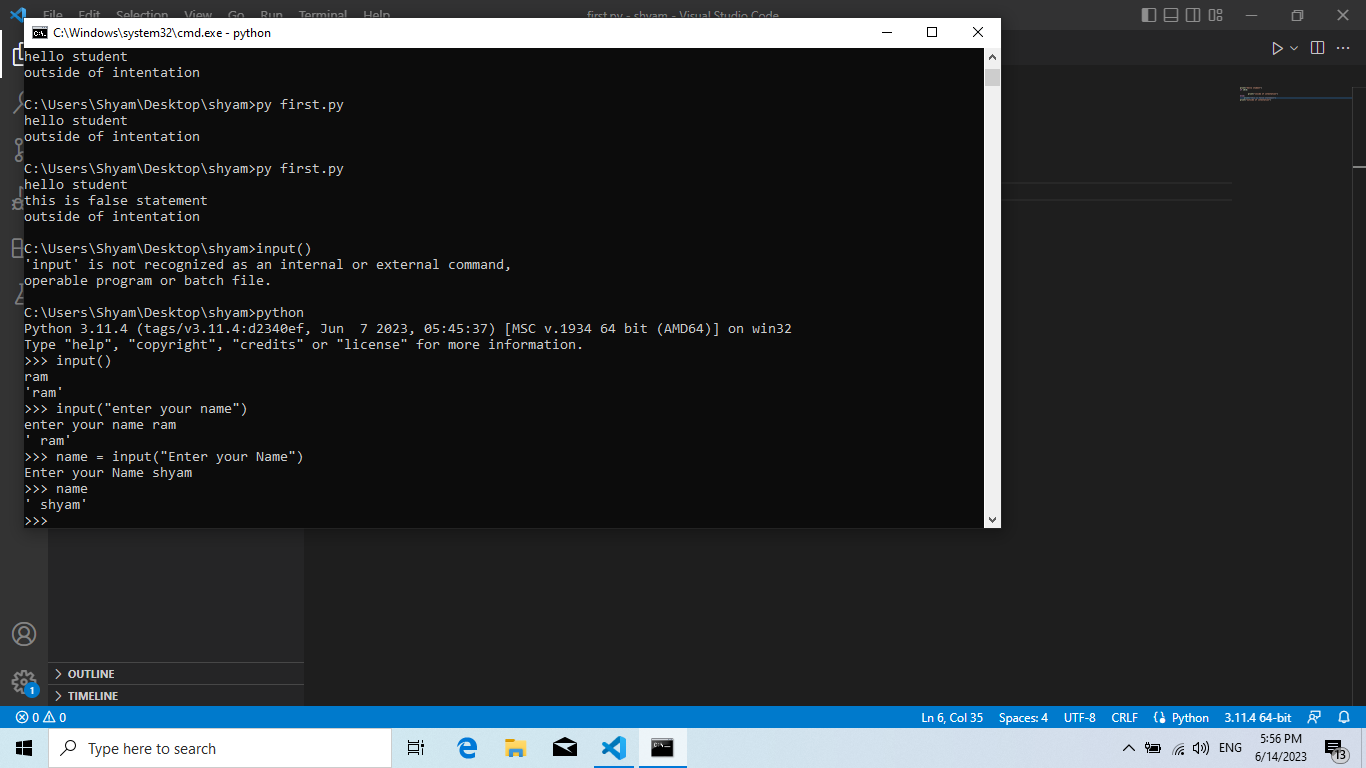 File Edit Selection View Go Run Terminal Help first.py - shyam - Visual Studio Code
C:\Windows\system32\cmd.exe - python
hello student
outside of intentation
C:\Users\Shyam\Desktop\shyam>py first.py
hello student
outside of intentation
C:\Users\Shyam\Desktop\shyam>py first.py
hello student
this is false statement
outside of intentation
C:\Users\Shyam\Desktop\shyam>input()
'input' is not recognized as an internal or external command,
operable program or batch file.
C:\Users\Shyam\Desktop\shyam>python
Python 3.11.4 (tags/v3.11.4:d2340ef, Jun  7 2023, 05:45:37) [MSC v.1934 64 bit (AMD64)] on win32
Type "help", "copyright", "credits" or "license" for more information.
>>> input()
ram
'ram'
>>> input("enter your name")
enter your name ram
' ram'
>>> name = input("Enter your Name")
Enter your Name shyam
>>> name
' shyam'
>>>
OUTLINE
1
TIMELINE
0 0 Ln 6, Col 35 Spaces: 4 UTF-8 CRLF Python 3.11.4 64-bit
Type here to search
ENG
5:56 PM
6/14/2023
13